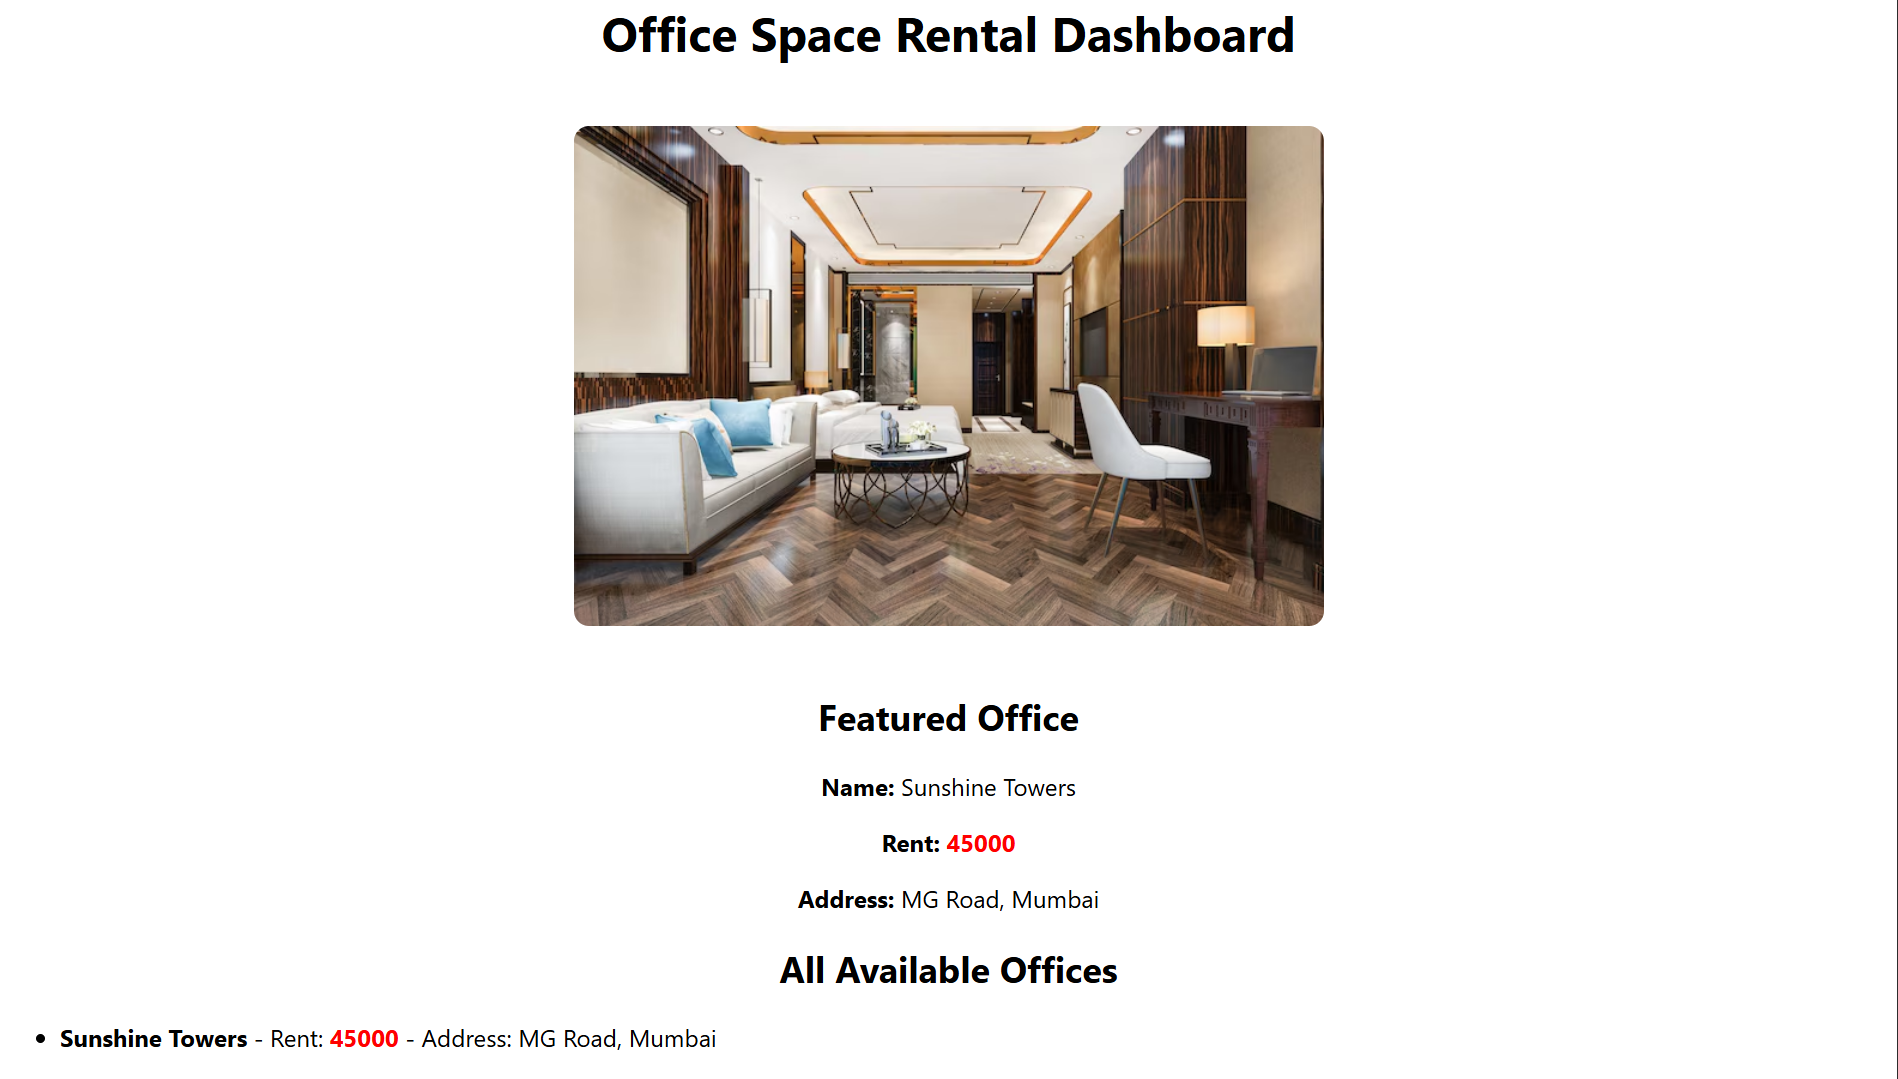 Office Space Rental Dashboard
Featured Office
Name: Sunshine Towers
Rent: 45000
Address: MG Road, Mumbai
All Available Offices
Sunshine Towers - Rent: 45000 - Address: MG Road, Mumbai